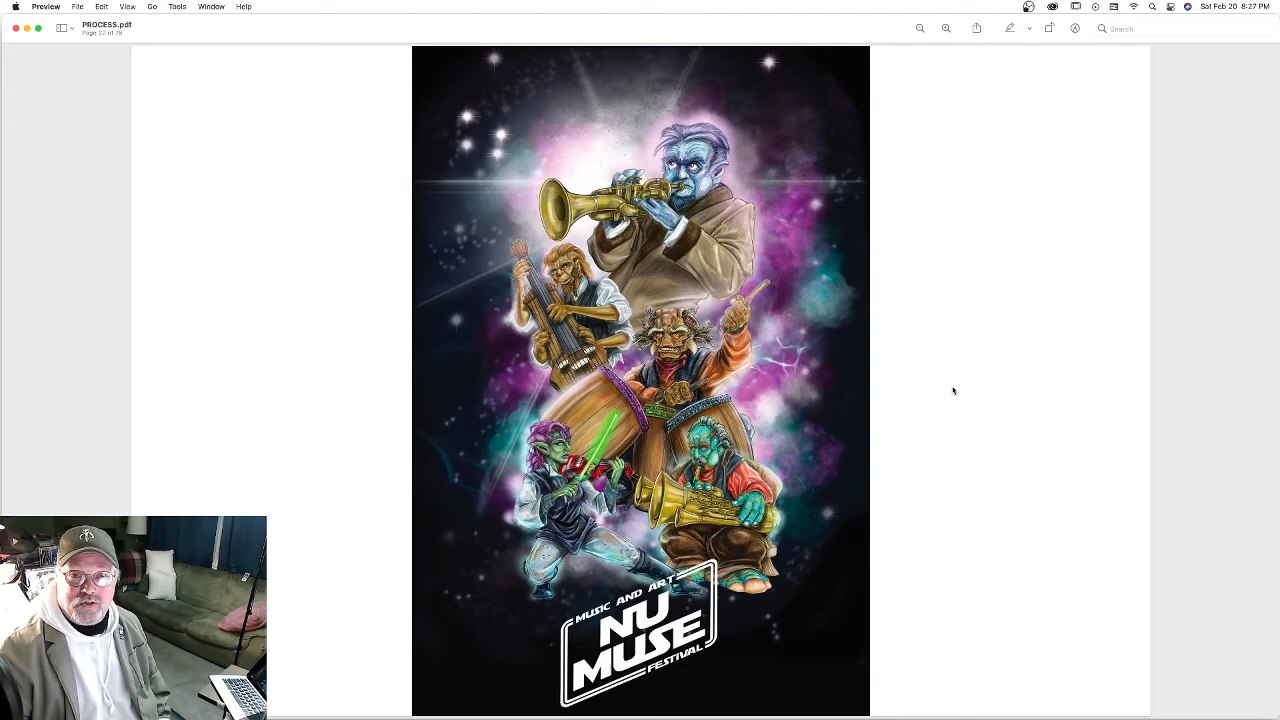 Preview File Edit View Go Tools Window Help
Sat Feb 20 8:27 PM
PROCESS.pdf
Page 22 of 75
Search
MUSIC AND ART
NU
MUSE
FESTIVAL